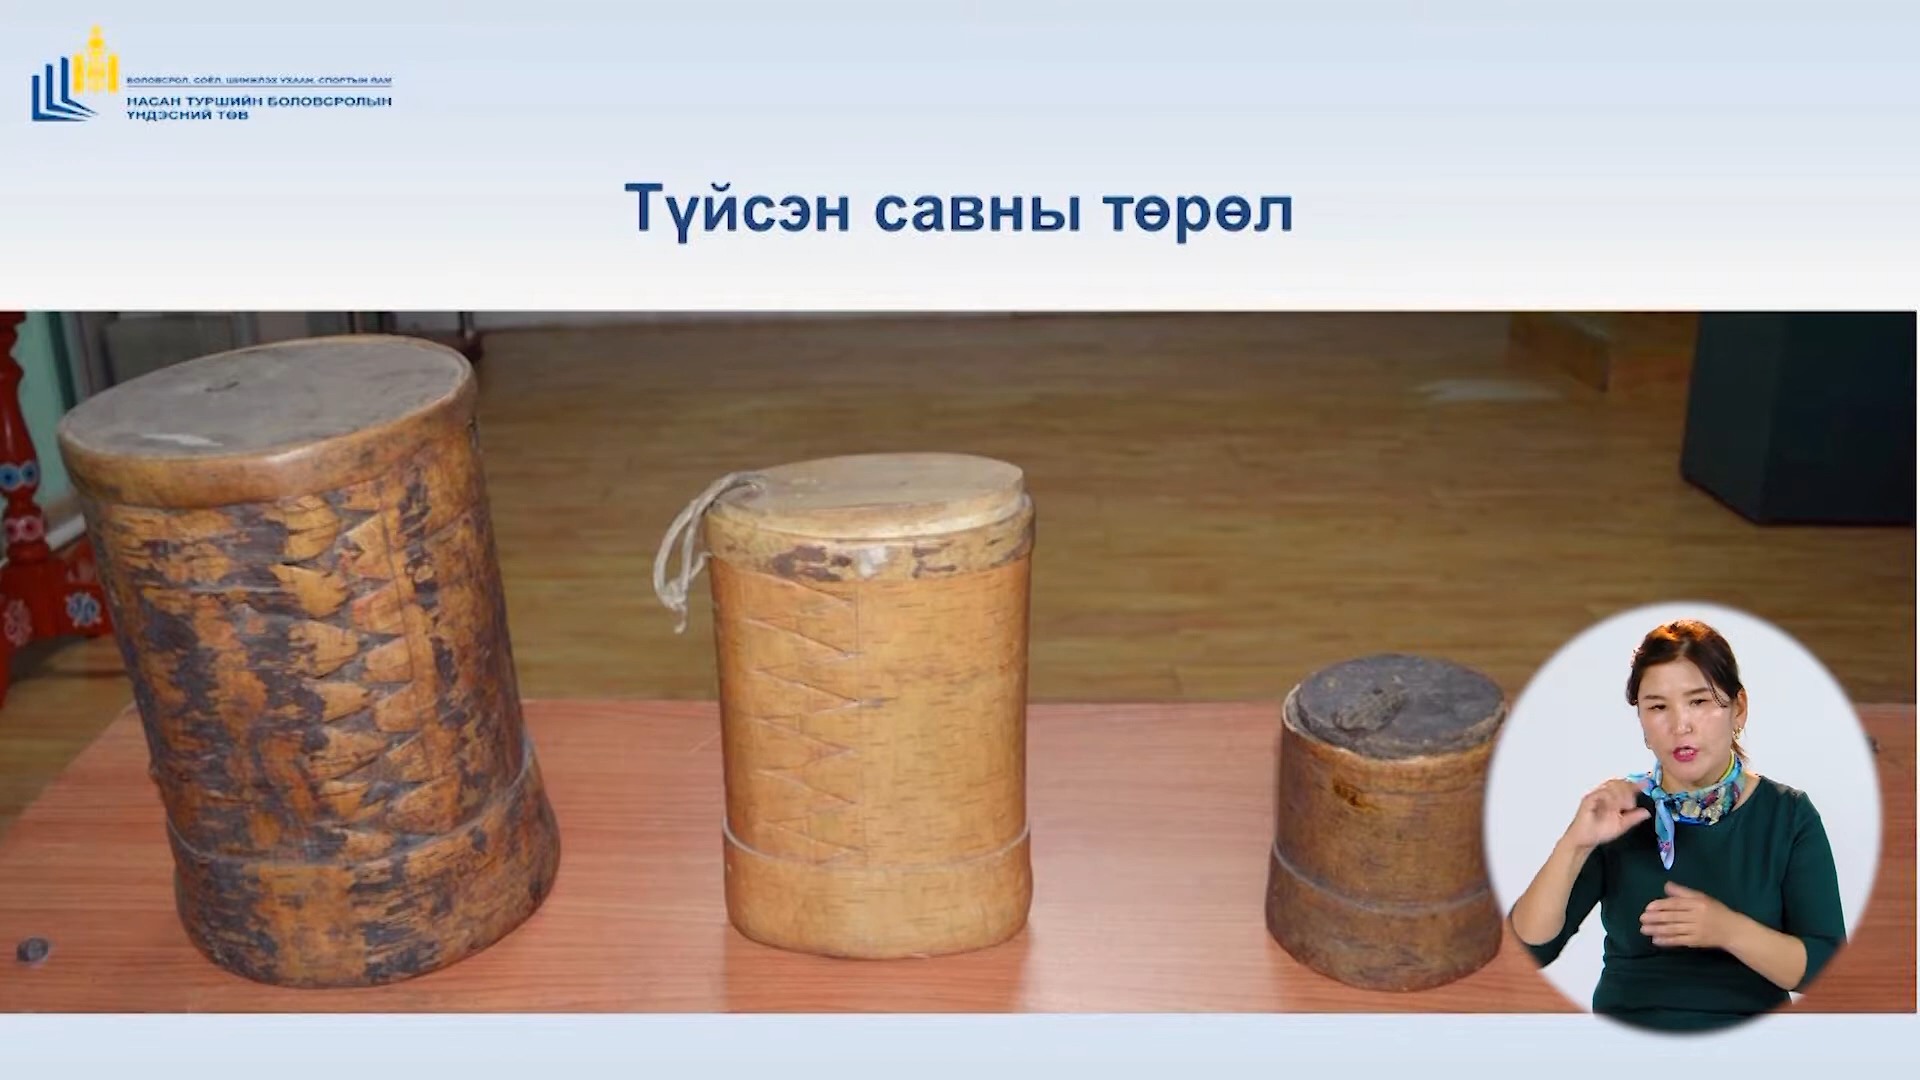 БОЛОВСРОЛ, СОЁЛ, ШИНЖЛЭХ УХААН, СПОРТЫН ЯАМ
НАСАН ТУРШИЙН БОЛОВСРОЛЫН
ҮНДЭСНИЙ ТӨВ
Түйсэн савны төрөл